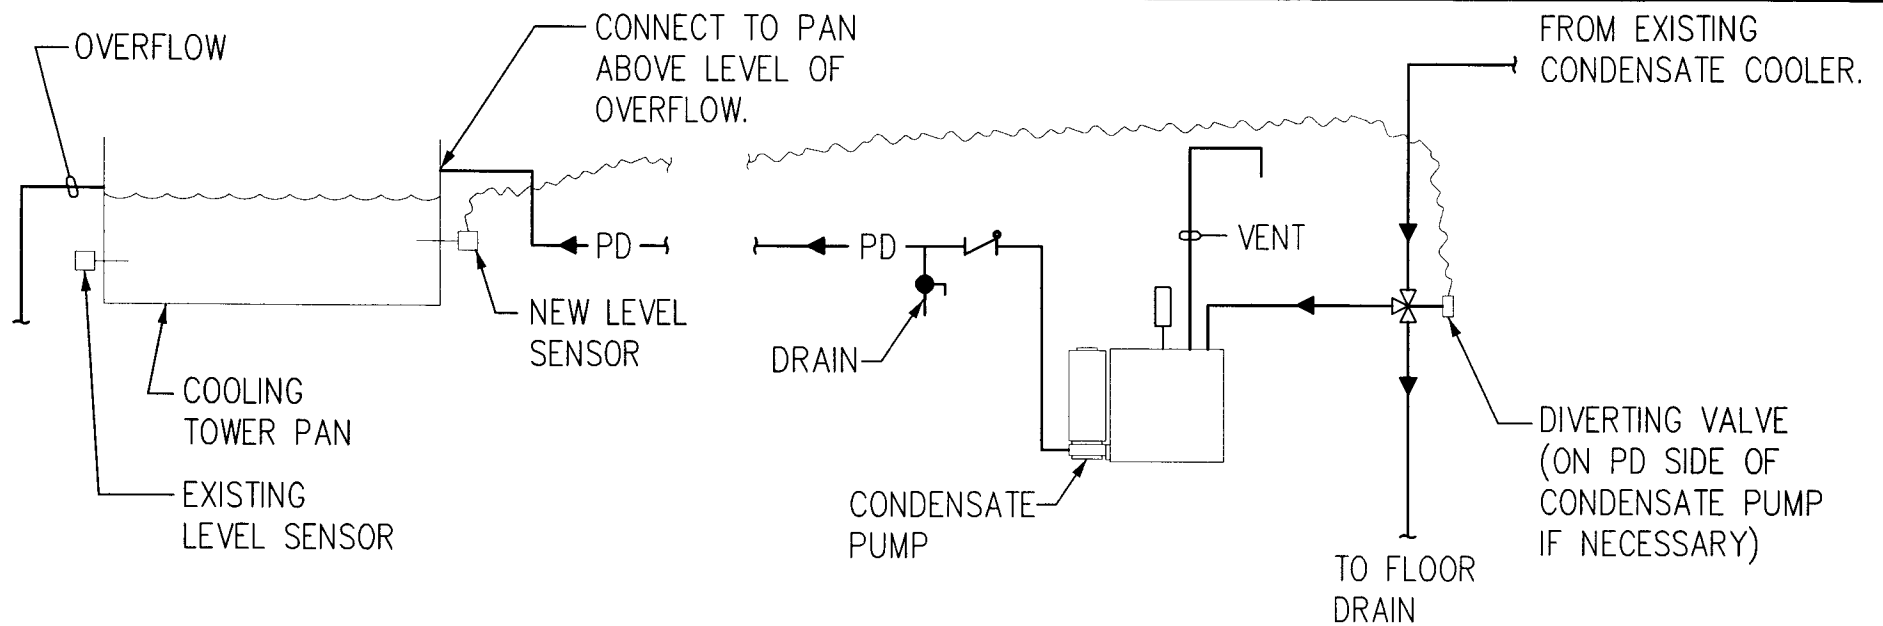 OVERFLOW
CONNECT TO PAN
ABOVE LEVEL OF
OVERFLOW.
FROM EXISTING
CONDENSATE COOLER.
PD
PD
VENT
NEW LEVEL
SENSOR
DRAIN
COOLING
TOWER PAN
EXISTING
LEVEL SENSOR
CONDENSATE
PUMP
DIVERTING VALVE
(ON PD SIDE OF
CONDENSATE PUMP
IF NECESSARY)
TO FLOOR
DRAIN